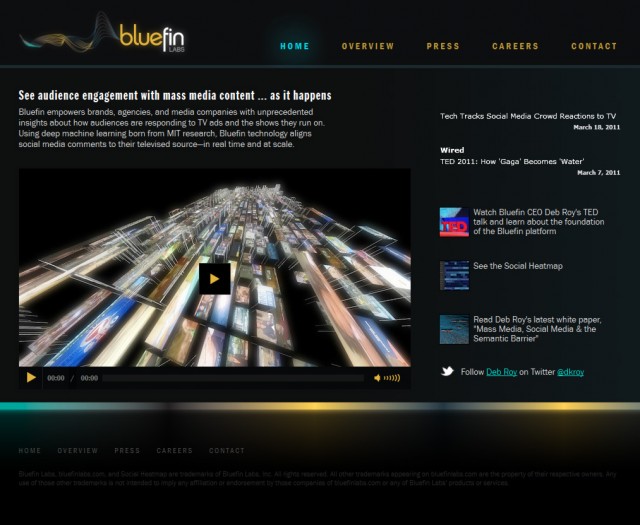 bluefin
LABS
HOME OVERVIEW PRESS CAREERS CONTACT
See audience engagement with mass media content ... as it happens
Bluefin empowers brands, agencies, and media companies with unprecedented
insights about how audiences are responding to TV ads and the shows they run on.
Using deep machine learning born from MIT research, Bluefin technology aligns
social media comments to their televised source—in real time and at scale.
Tech Tracks Social Media Crowd Reactions to TV
March 18, 2011
Wired
TED 2011: How 'Gaga' Becomes 'Water'
March 7, 2011
TED
Watch Bluefin CEO Deb Roy's TED
talk and learn about the foundation
of the Bluefin platform
See the Social Heatmap
Read Deb Roy's latest white paper,
"Mass Media, Social Media & the
Semantic Barrier"
Follow Deb Roy on Twitter @dkroy
00:00 / 00:00
HOME OVERVIEW PRESS CAREERS CONTACT
Bluefin Labs, bluefinlabs.com, and Social Heatmap are trademarks of Bluefin Labs, Inc. All rights reserved. All other trademarks appearing on bluefinlabs.com are the property of their respective owners. Any
use of those other trademarks is not intended to imply any affiliation or endorsement by those companies of bluefinlabs.com or any of Bluefin Labs' products or services.